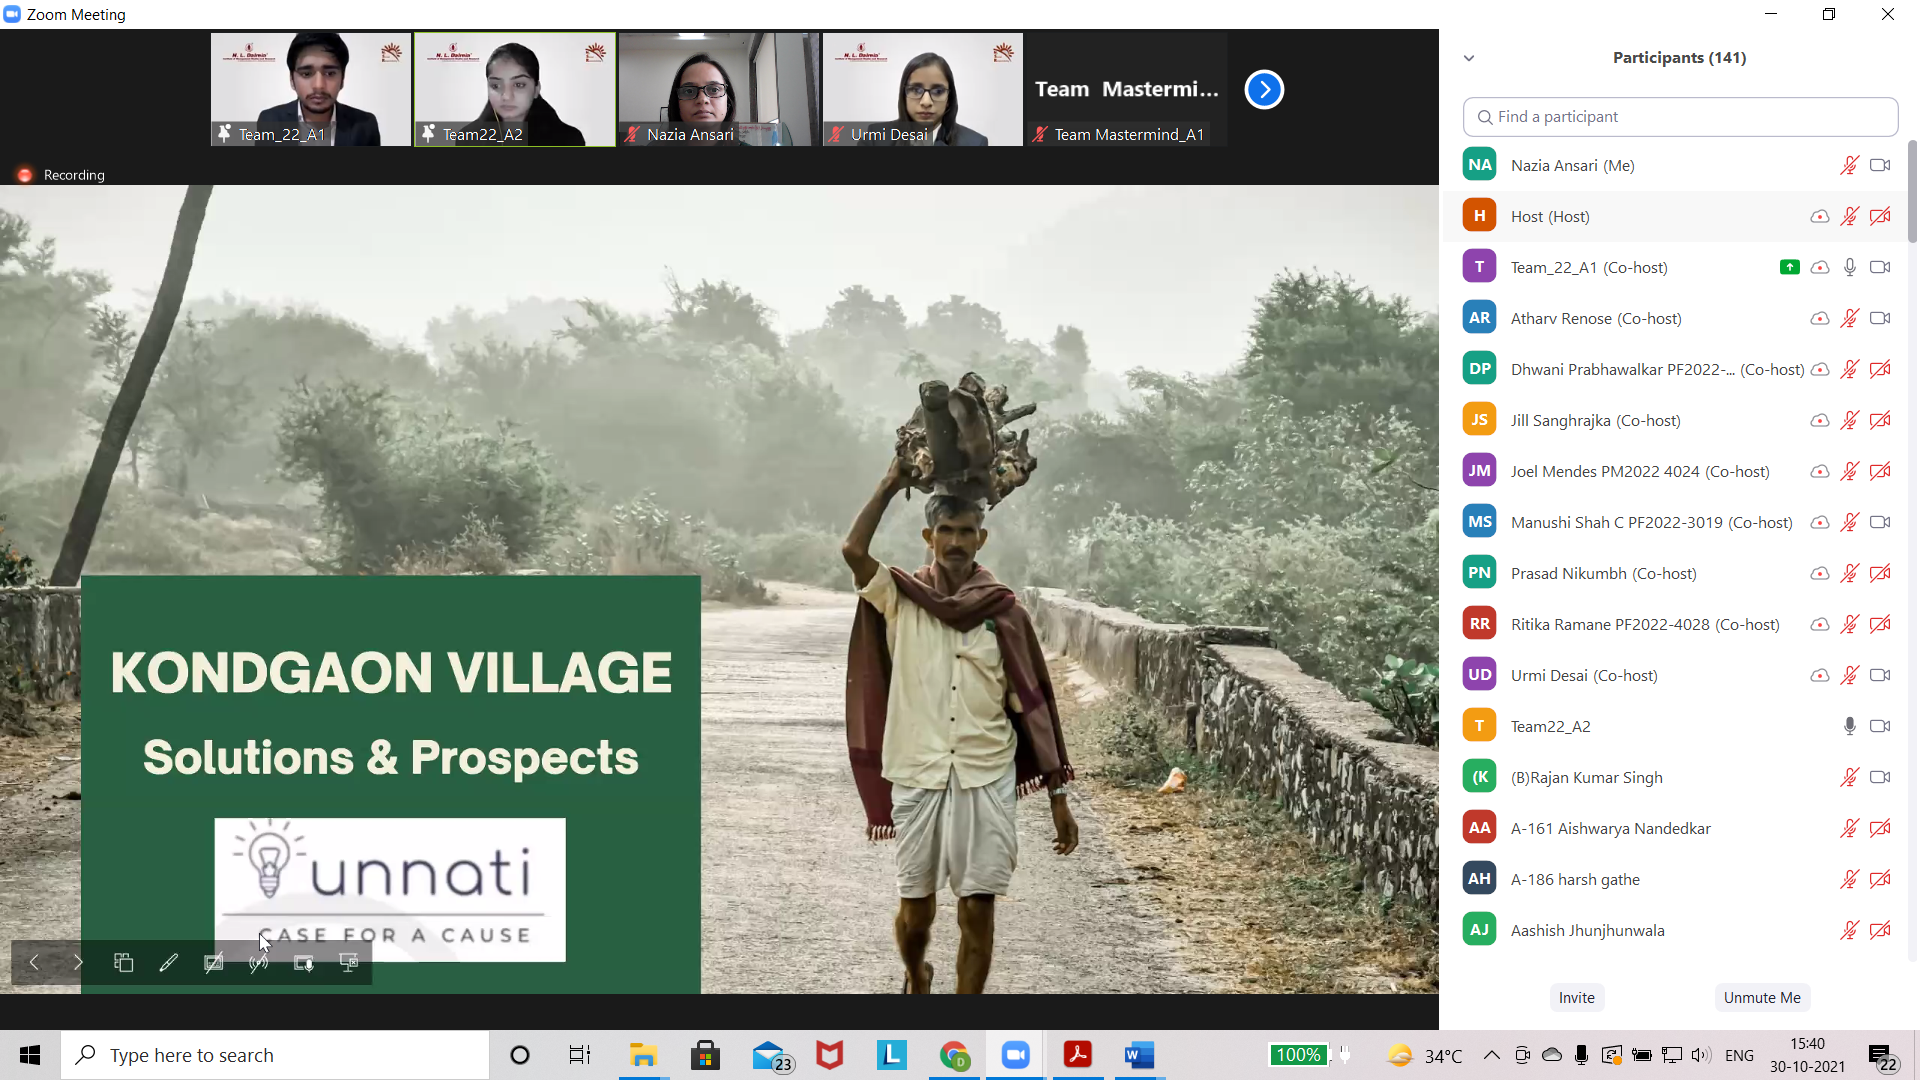 Zoom Meeting
Team_22_A1
Team22_A2
Nazia Ansari
Urmi Desai
Team Mastermi...
Team Mastermind_A1
Recording
KONDGAON VILLAGE
Solutions & Prospects
unnati
CASE FOR A CAUSE
Participants (141)
Find a participant
NA Nazia Ansari (Me)
H Host (Host)
T Team_22_A1 (Co-host)
AR Atharv Renose (Co-host)
DP Dhwani Prabhawalkar PF2022-... (Co-host)
JS Jill Sanghrajka (Co-host)
JM Joel Mendes PM2022 4024 (Co-host)
MS Manushi Shah C PF2022-3019 (Co-host)
PN Prasad Nikumbh (Co-host)
RR Ritika Ramane PF2022-4028 (Co-host)
UD Urmi Desai (Co-host)
T Team22_A2
(K (B)Rajan Kumar Singh
AA A-161 Aishwarya Nandedkar
AH A-186 harsh gathe
AJ Aashish Jhunjhunwala
Invite
Unmute Me
Type here to search
23
L
D
W
100%
34°C
ENG
15:40
30-10-2021
22